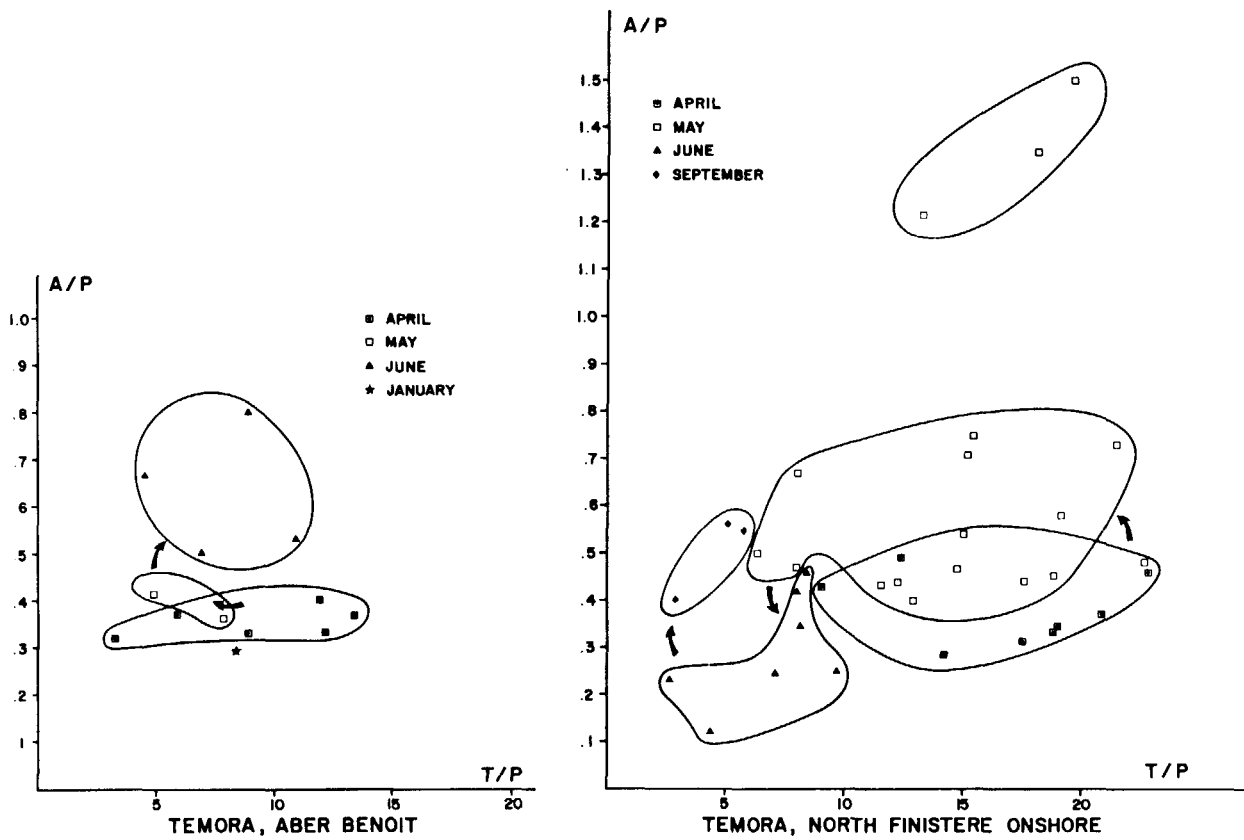 A/P
1.0
.9
.8
.7
.6
.5
.4
.3
.2
.1
APRIL
MAY
JUNE
JANUARY
T/P
5 10 15 20
TEMORA, ABER BENOIT
A/P
1.5
1.4
1.3
1.2
1.1
1.0
.9
.8
.7
.6
.5
.4
.3
.2
.1
APRIL
MAY
JUNE
SEPTEMBER
T/P
5 10 15 20
TEMORA, NORTH FINISTERE ONSHORE